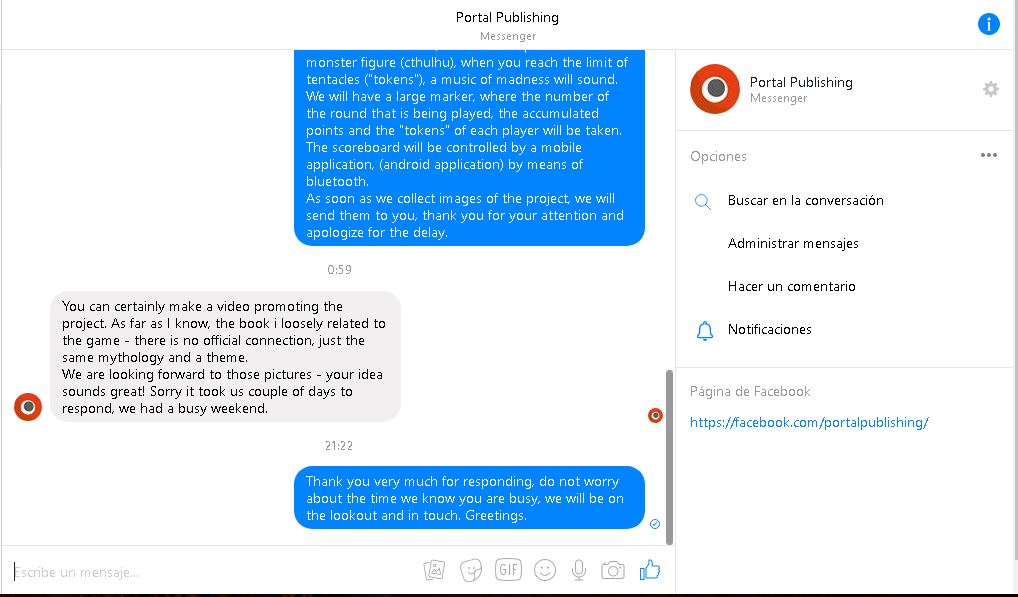 Portal Publishing
Messenger
monster figure (cthulhu), when you reach the limit of
tentacles ("tokens"), a music of madness will sound.
We will have a large marker, where the number of
the round that is being played, the accumulated
points and the "tokens" of each player will be taken.
The scoreboard will be controlled by a mobile
application, (android application) by means of
bluetooth.
As soon as we collect images of the project, we will
send them to you, thank you for your attention and
apologize for the delay.
0:59
You can certainly make a video promoting the
project. As far as I know, the book i loosely related to
the game - there is no official connection, just the
same mythology and a theme.
We are looking forward to those pictures - your idea
sounds great! Sorry it took us couple of days to
respond, we had a busy weekend.
21:22
Thank you very much for responding, do not worry
about the time we know you are busy, we will be on
the lookout and in touch. Greetings.
Escribe un mensaje...
GIF
Portal Publishing
Messenger
Opciones
Buscar en la conversación
Administrar mensajes
Hacer un comentario
Notificaciones
Página de Facebook
https://facebook.com/portalpublishing/